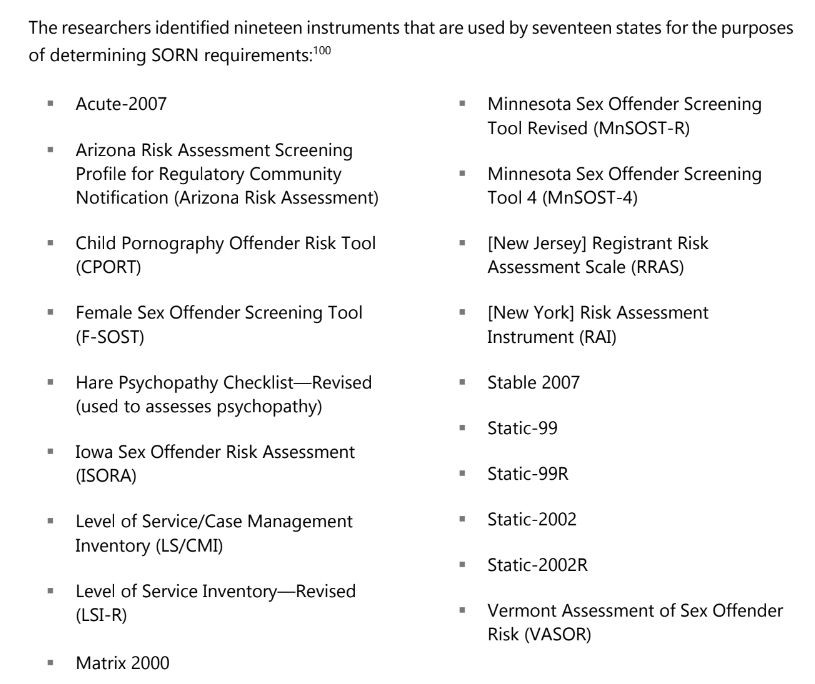 The researchers identified nineteen instruments that are used by seventeen states for the purposes
of determining SORN requirements:100
▪ Acute-2007
▪ Arizona Risk Assessment Screening
Profile for Regulatory Community
Notification (Arizona Risk Assessment)
▪ Child Pornography Offender Risk Tool
(CPORT)
▪ Female Sex Offender Screening Tool
(F-SOST)
▪ Hare Psychopathy Checklist—Revised
(used to assesses psychopathy)
▪ Iowa Sex Offender Risk Assessment
(ISORA)
▪ Level of Service/Case Management
Inventory (LS/CMI)
▪ Level of Service Inventory—Revised
(LSI-R)
▪ Matrix 2000
▪ Minnesota Sex Offender Screening
Tool Revised (MnSOST-R)
▪ Minnesota Sex Offender Screening
Tool 4 (MnSOST-4)
▪ [New Jersey] Registrant Risk
Assessment Scale (RRAS)
▪ [New York] Risk Assessment
Instrument (RAI)
▪ Stable 2007
▪ Static-99
▪ Static-99R
▪ Static-2002
▪ Static-2002R
▪ Vermont Assessment of Sex Offender
Risk (VASOR)